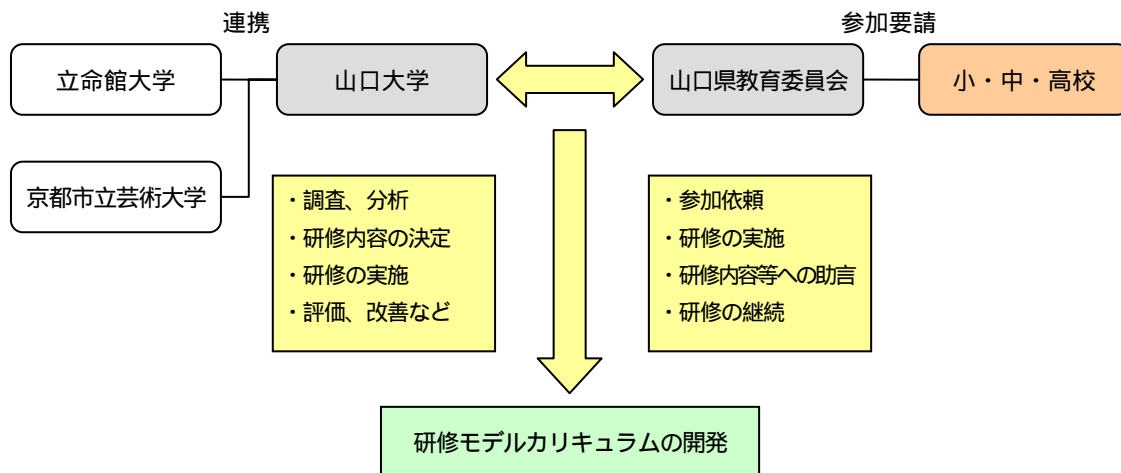 連携
参加要請
立命館大学
山口大学
山口県教育委員会
小・中・高校
京都市立芸術大学
・調査、分析
・研修内容の決定
・研修の実施
・評価、改善など
・参加依頼
・研修の実施
・研修内容等への助言
・研修の継続
研修モデルカリキュラムの開発